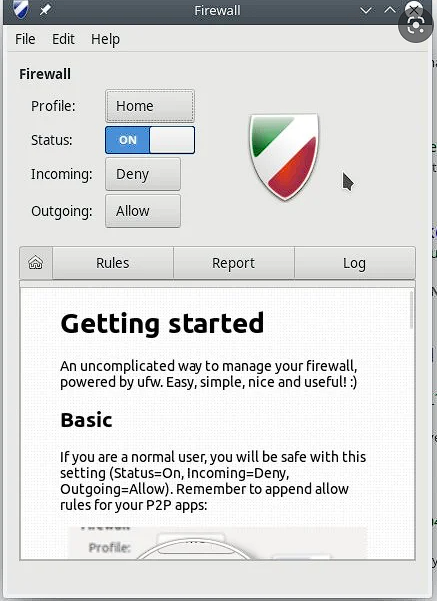 Firewall
File Edit Help
Firewall
Profile: Home
Status: ON
Incoming: Deny
Outgoing: Allow
Rules Report Log
Getting started
An uncomplicated way to manage your firewall,
powered by ufw. Easy, simple, nice and useful! :)
Basic
If you are a normal user, you will be safe with this
setting (Status=On, Incoming=Deny,
Outgoing=Allow). Remember to append allow
rules for your P2P apps:
Profile: